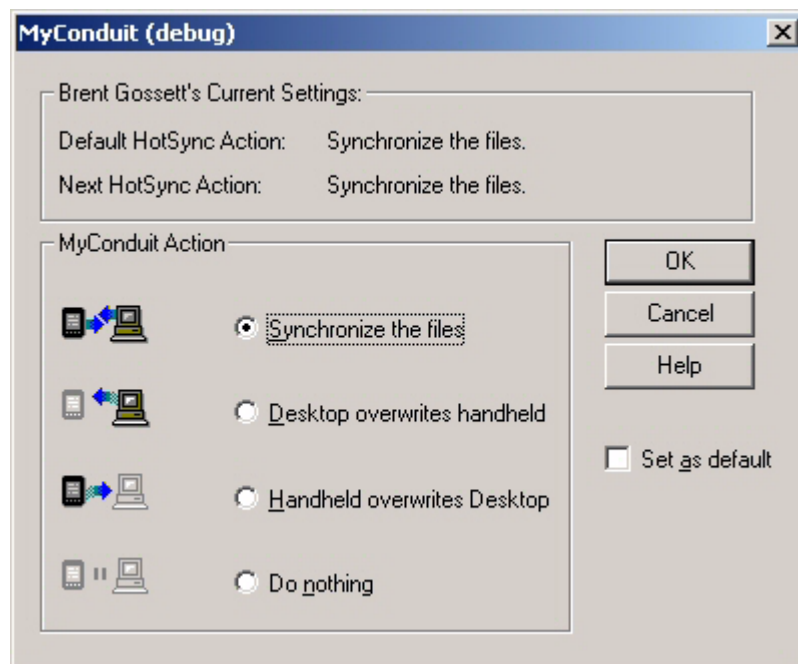 MyConduit (debug)
Brent Gossett's Current Settings:
Default HotSync Action: Synchronize the files.
Next HotSync Action: Synchronize the files.
MyConduit Action
Synchronize the files
Desktop overwrites handheld
Handheld overwrites Desktop
Do nothing
OK
Cancel
Help
Set as default